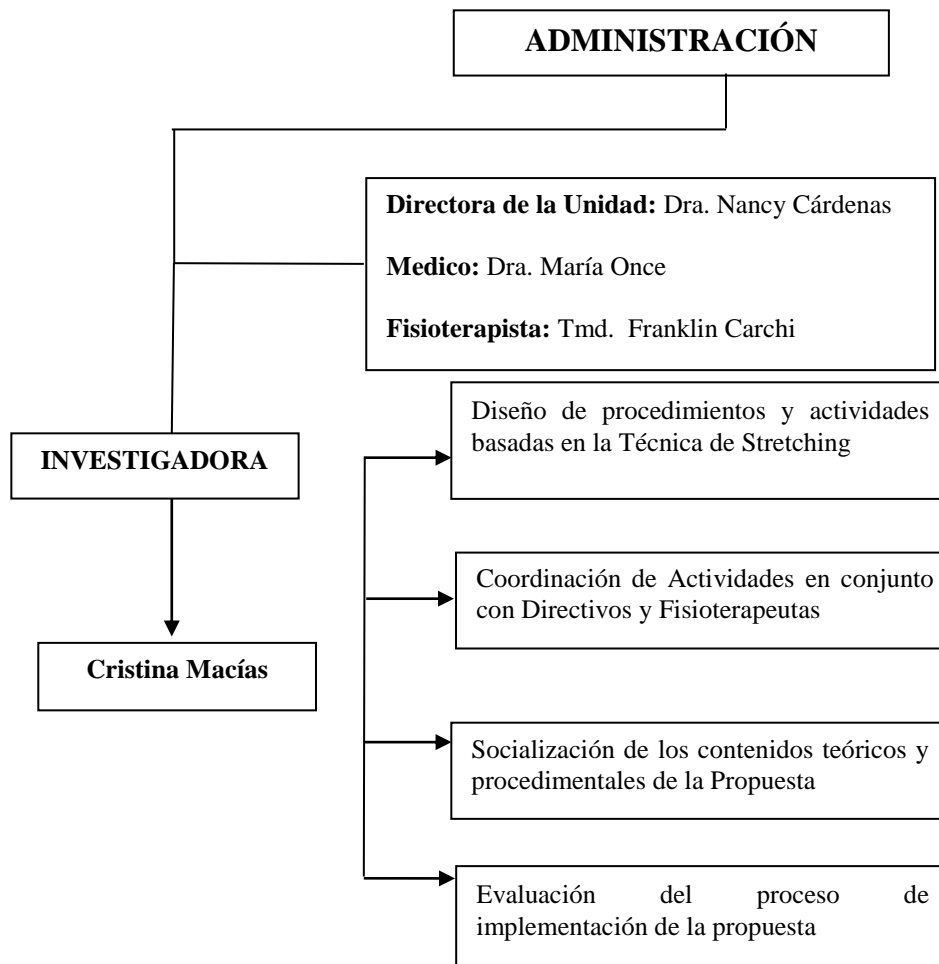 ADMINISTRACIÓN
Directora de la Unidad: Dra. Nancy Cárdenas
Medico: Dra. María Once
Fisioterapista: Tmd. Franklin Carchi
INVESTIGADORA
Cristina Macías
Diseño de procedimientos y actividades
basadas en la Técnica de Stretching
Coordinación de Actividades en conjunto
con Directivos y Fisioterapeutas
Socialización de los contenidos teóricos y
procedimentales de la Propuesta
Evaluación del proceso de
implementación de la propuesta